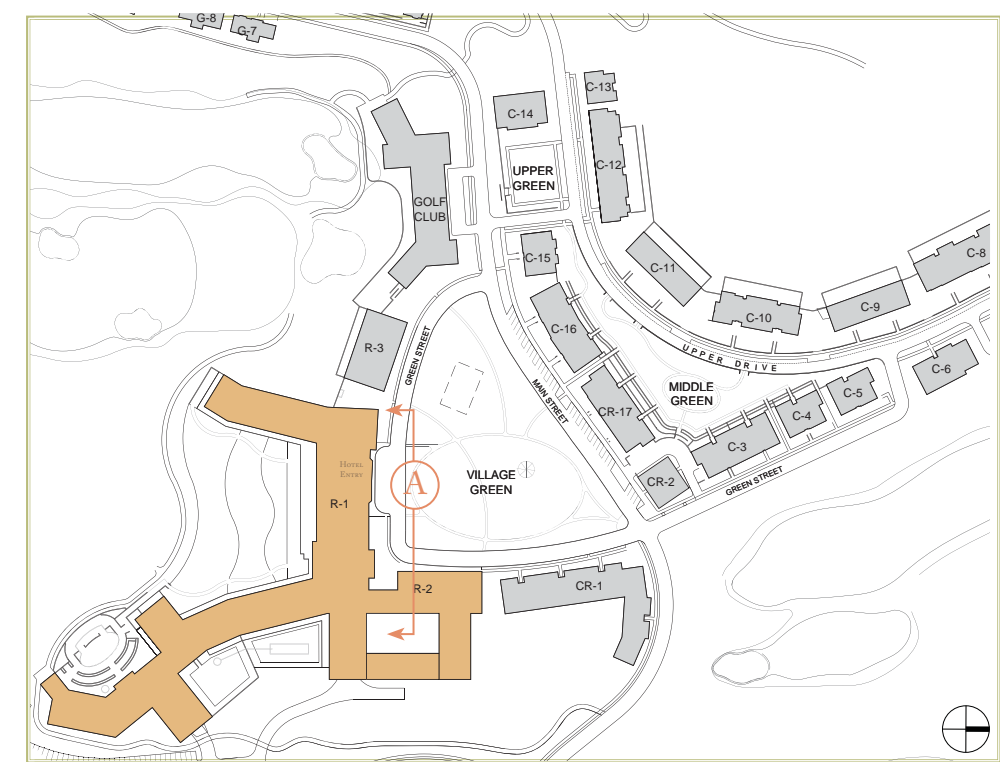 G-8
G-7
C-13
C-14
C-12
UPPER
GREEN
GOLF
CLUB
C-8
C-15
C-11
C-9
C-10
C-16
R-3
GREEN STREET
UPPER DRIVE
C-6
MIDDLE
GREEN
C-5
MAIN STREET
CR-17
C-4
C-3
HOTEL
ENTRY
VILLAGE
GREEN
A
CR-2
GREEN STREET
R-1
R-2
CR-1